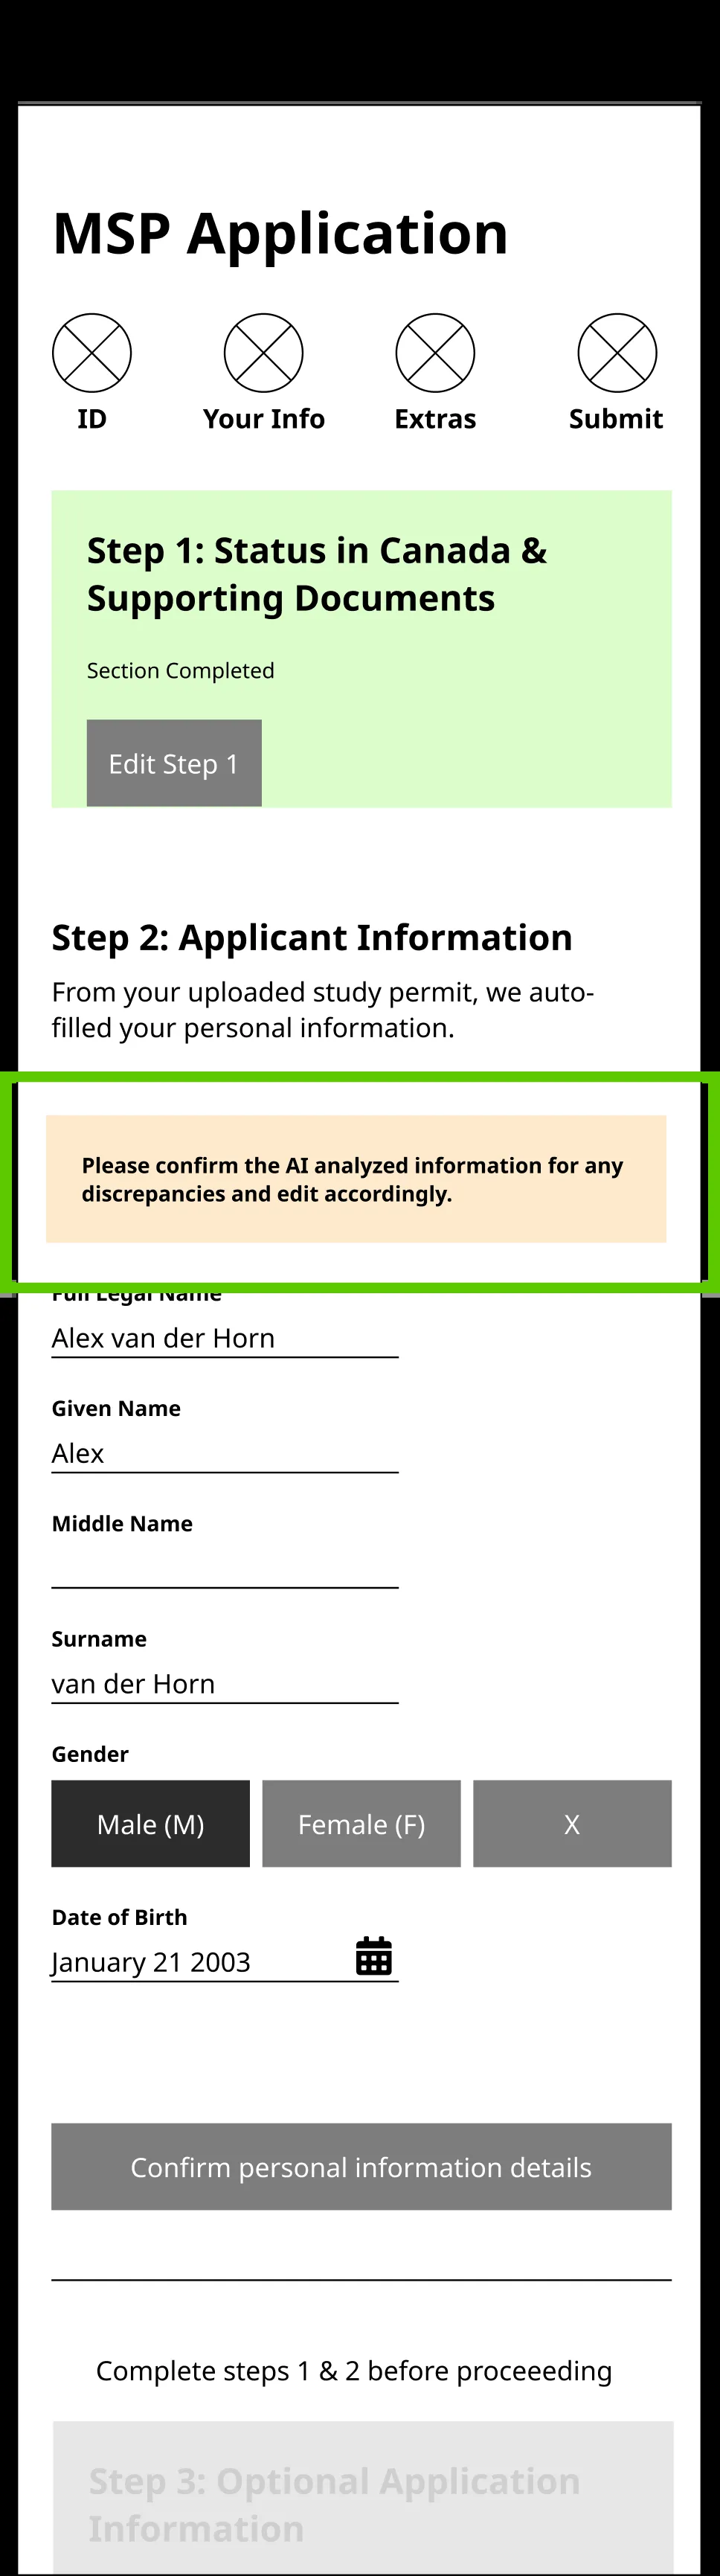 MSP Application
ID
Your Info
Extras
Submit
Step 1: Status in Canada &
Supporting Documents
Section Completed
Edit Step 1
Step 2: Applicant Information
From your uploaded study permit, we auto-
filled your personal information.
Please confirm the AI analyzed information for any
discrepancies and edit accordingly.
Full Legal Name
Alex van der Horn
Given Name
Alex
Middle Name
Surname
van der Horn
Gender
Male (M)
Female (F)
X
Date of Birth
January 21 2003
Confirm personal information details
Complete steps 1 & 2 before proceeeding
Step 3: Optional Application
Information